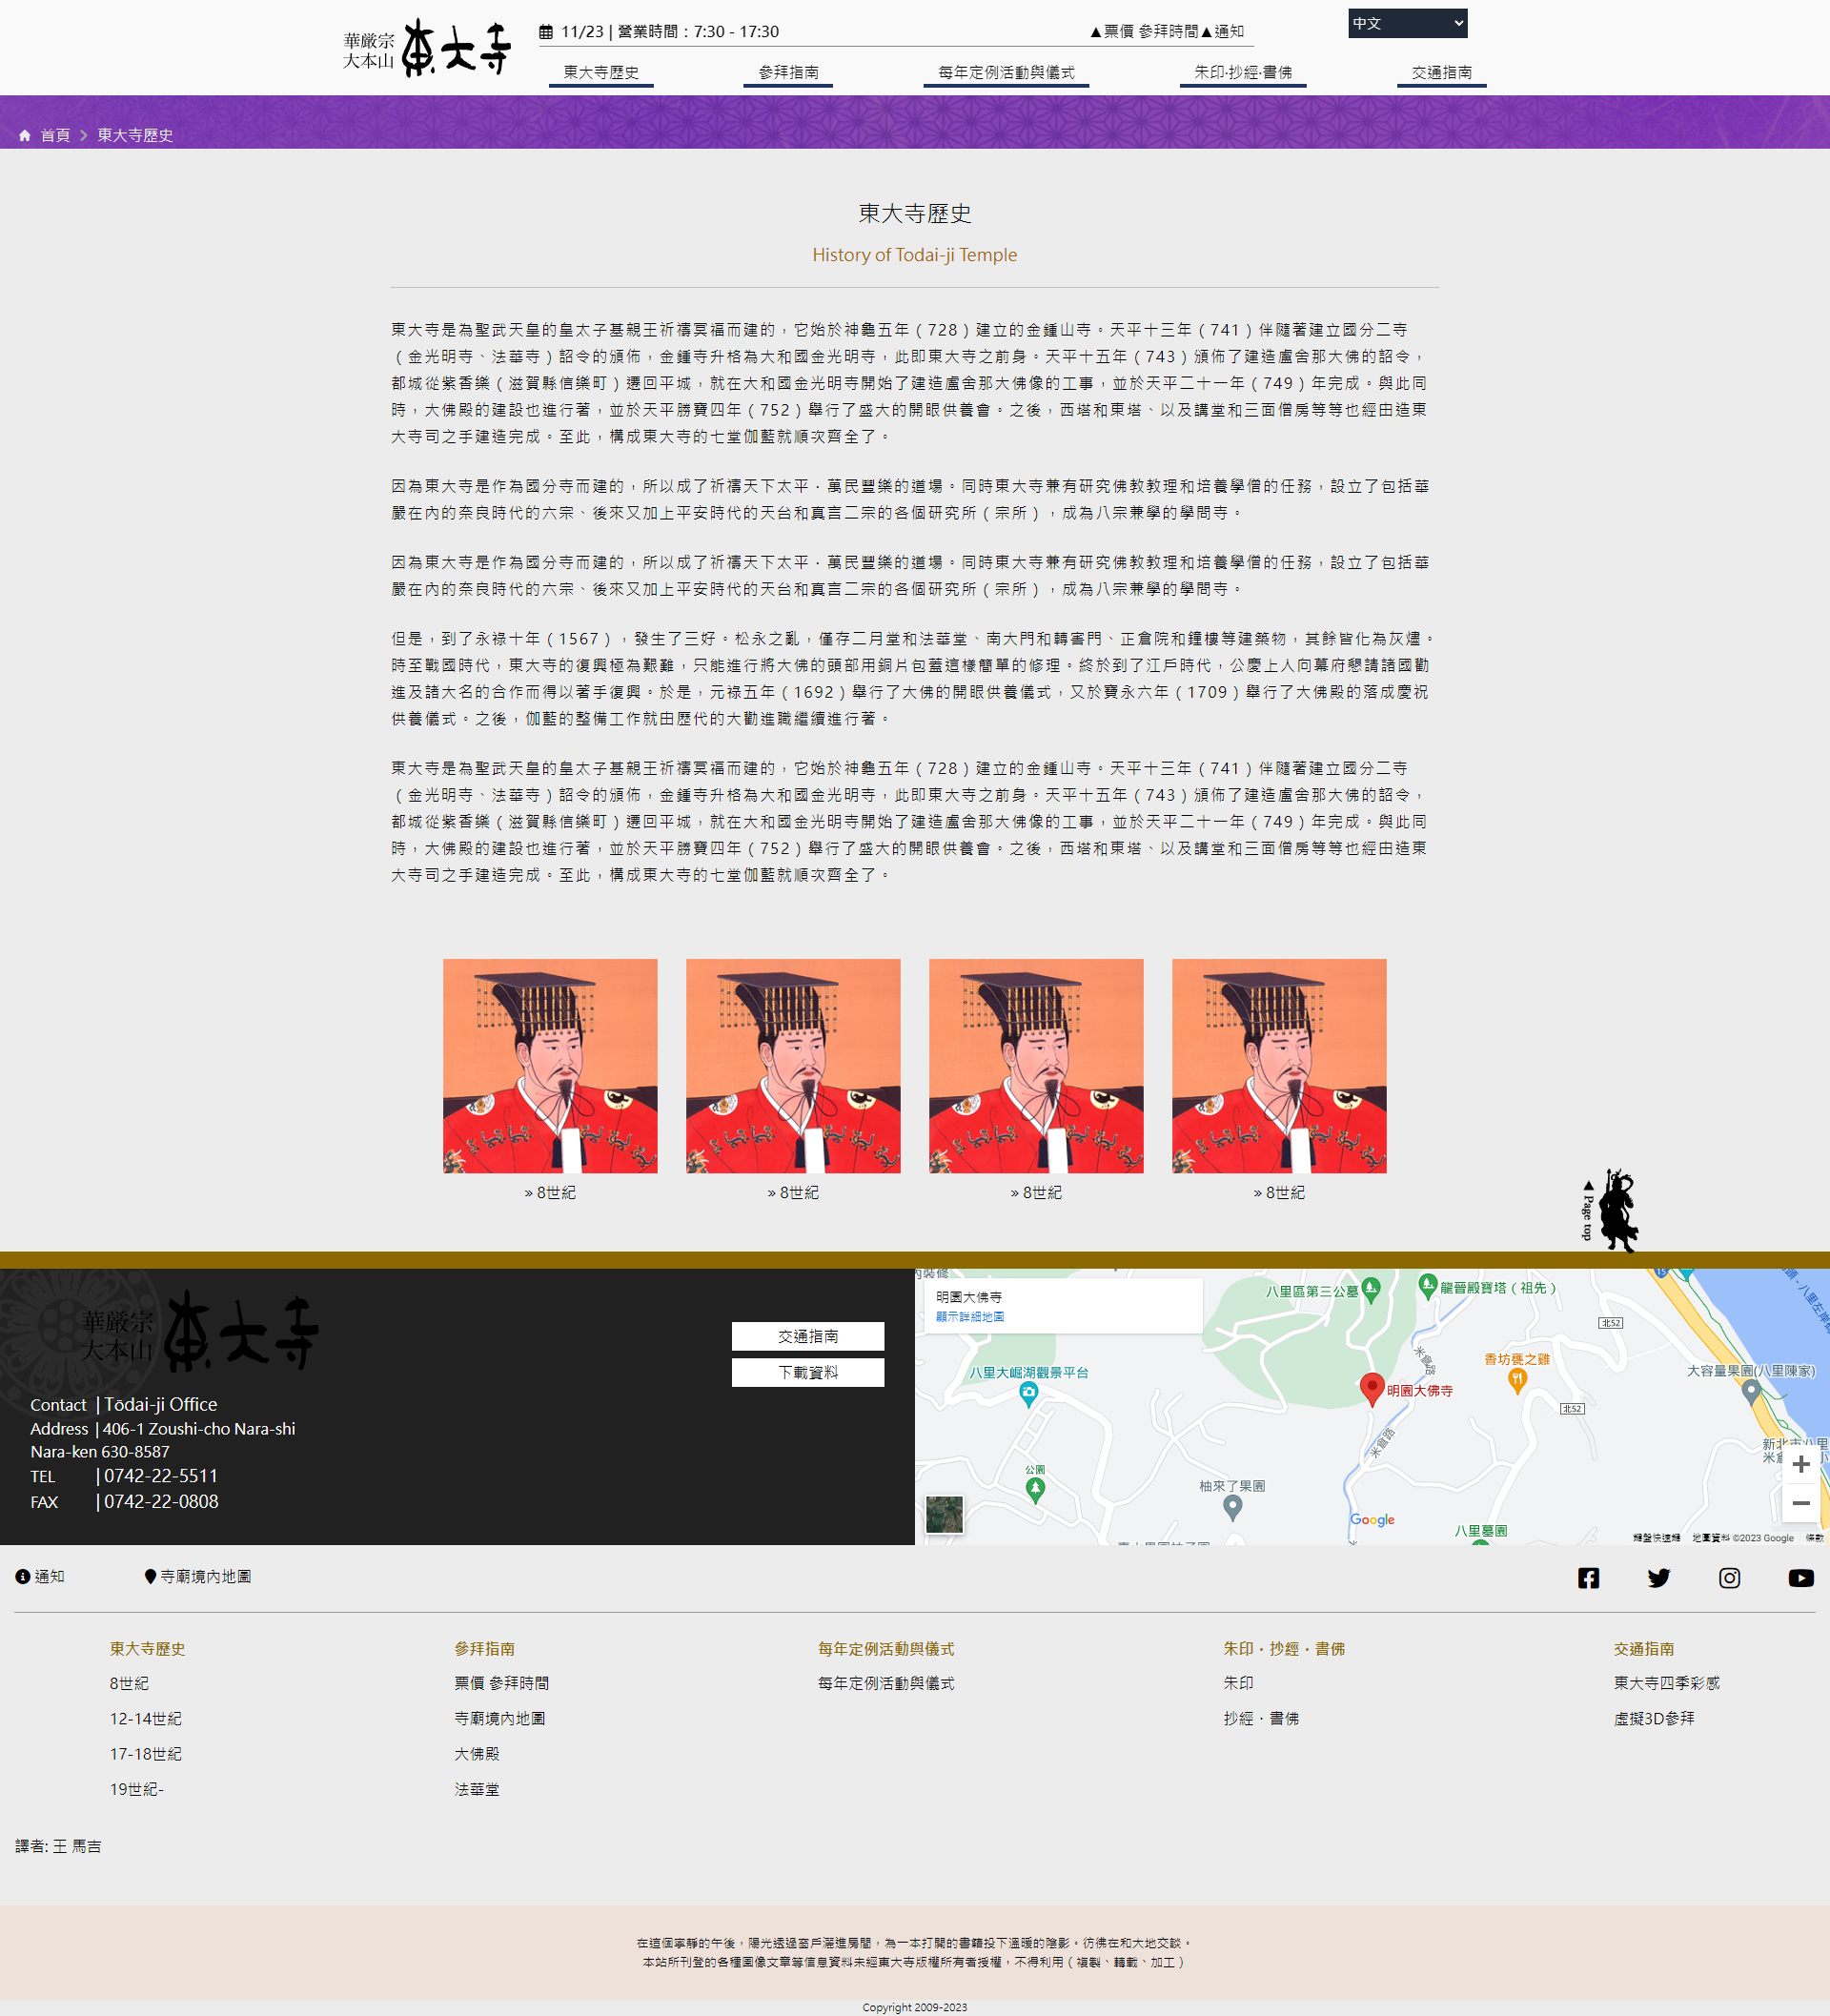 華厳宗
大本山
東大寺
11/23 | 營業時間：7:30 - 17:30
▲票價 參拜時間▲通知
中文
東大寺歷史
參拜指南
每年定例活動與儀式
朱印‧抄經‧書佛
交通指南
首頁 > 東大寺歷史
東大寺歷史
History of Todai-ji Temple
東大寺是為聖武天皇的皇太子基親王祈禱冥福而建的，它始於神龜五年（728）建立的金鍾山寺。天平十三年（741）伴隨著建立國分二寺
（金光明寺、法華寺）詔令的頒佈，金鍾寺升格為大和國金光明寺，此即東大寺之前身。天平十五年（743）頒佈了建造盧舍那大佛的詔令，
都城從紫香樂（滋賀縣信樂町）遷回平城，就在大和國金光明寺開始了建造盧舍那大佛像的工事，並於天平二十一年（749）年完成。與此同
時，大佛殿的建設也進行著，並於天平勝寶四年（752）舉行了盛大的開眼供養會。之後，西塔和東塔、以及講堂和三面僧房等等也經由造東
大寺司之手建造完成。至此，構成東大寺的七堂伽藍就順次齊全了。
因為東大寺是作為國分寺而建的，所以成了祈禱天下太平．萬民豐樂的道場。同時東大寺兼有研究佛教教理和培養學僧的任務，設立了包括華
嚴在內的奈良時代的六宗、後來又加上平安時代的天台和真言二宗的各個研究所（宗所），成為八宗兼學的學問寺。
因為東大寺是作為國分寺而建的，所以成了祈禱天下太平．萬民豐樂的道場。同時東大寺兼有研究佛教教理和培養學僧的任務，設立了包括華
嚴在內的奈良時代的六宗、後來又加上平安時代的天台和真言二宗的各個研究所（宗所），成為八宗兼學的學問寺。
但是，到了永祿十年（1567），發生了三好。松永之亂，僅存二月堂和法華堂、南大門和轉害門、正倉院和鐘樓等建築物，其餘皆化為灰燼。
時至戰國時代，東大寺的復興極為艱難，只能進行將大佛的頭部用銅片包蓋這樣簡單的修理。終於到了江戶時代，公慶上人向幕府懇請諸國勸
進及諸大名的合作而得以著手復興。於是，元祿五年（1692）舉行了大佛的開眼供養儀式，又於寶永六年（1709）舉行了大佛殿的落成慶祝
供養儀式。之後，伽藍的整備工作就由歷代的大勸進職繼續進行著。
東大寺是為聖武天皇的皇太子基親王祈禱冥福而建的，它始於神龜五年（728）建立的金鍾山寺。天平十三年（741）伴隨著建立國分二寺
（金光明寺、法華寺）詔令的頒佈，金鍾寺升格為大和國金光明寺，此即東大寺之前身。天平十五年（743）頒佈了建造盧舍那大佛的詔令，
都城從紫香樂（滋賀縣信樂町）遷回平城，就在大和國金光明寺開始了建造盧舍那大佛像的工事，並於天平二十一年（749）年完成。與此同
時，大佛殿的建設也進行著，並於天平勝寶四年（752）舉行了盛大的開眼供養會。之後，西塔和東塔、以及講堂和三面僧房等等也經由造東
大寺司之手建造完成。至此，構成東大寺的七堂伽藍就順次齊全了。
» 8世紀
» 8世紀
» 8世紀
» 8世紀
▲ Page top
華厳宗
大本山
東大寺
交通指南
下載資料
Contact | Tōdai-ji Office
Address | 406-1 Zoushi-cho Nara-shi
Nara-ken 630-8587
TEL | 0742-22-5511
FAX | 0742-22-0808
明園大佛寺
顯示詳細地圖
八里區第三公墓
龍晉殿寶塔（祖先）
北52
八里大崛湖觀景平台
米倉路
香坊甕之雞
大容量果園(八里陳家)
明園大佛寺
北52
米倉路
公園
柚來了果園
八里墓園
Google
鍵盤快速鍵
地圖資料 ©2023 Google
條款
通知
寺廟境內地圖
東大寺歷史
8世紀
12-14世紀
17-18世紀
19世紀-
參拜指南
票價 參拜時間
寺廟境內地圖
大佛殿
法華堂
每年定例活動與儀式
每年定例活動與儀式
朱印・抄經・書佛
朱印
抄經・書佛
交通指南
東大寺四季彩感
虛擬3D參拜
譯者: 王 馬吉
在這個寧靜的午後，陽光透過窗戶灑進房間，為一本打開的書籍投下溫暖的陰影。彷彿在和大地交談。
本站所刊登的各種圖像文章等信息資料未經東大寺版權所有者授權，不得利用（複製、轉載、加工）
Copyright 2009-2023